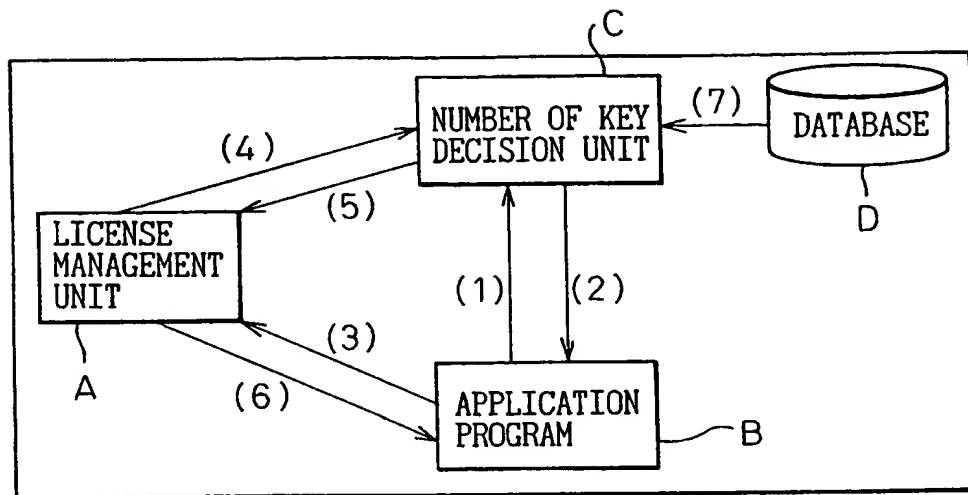 C
NUMBER OF KEY
DECISION UNIT
(7)
DATABASE
D
(4)
(5)
LICENSE
MANAGEMENT
UNIT
A
(1)
(2)
(3)
(6)
APPLICATION
PROGRAM
B